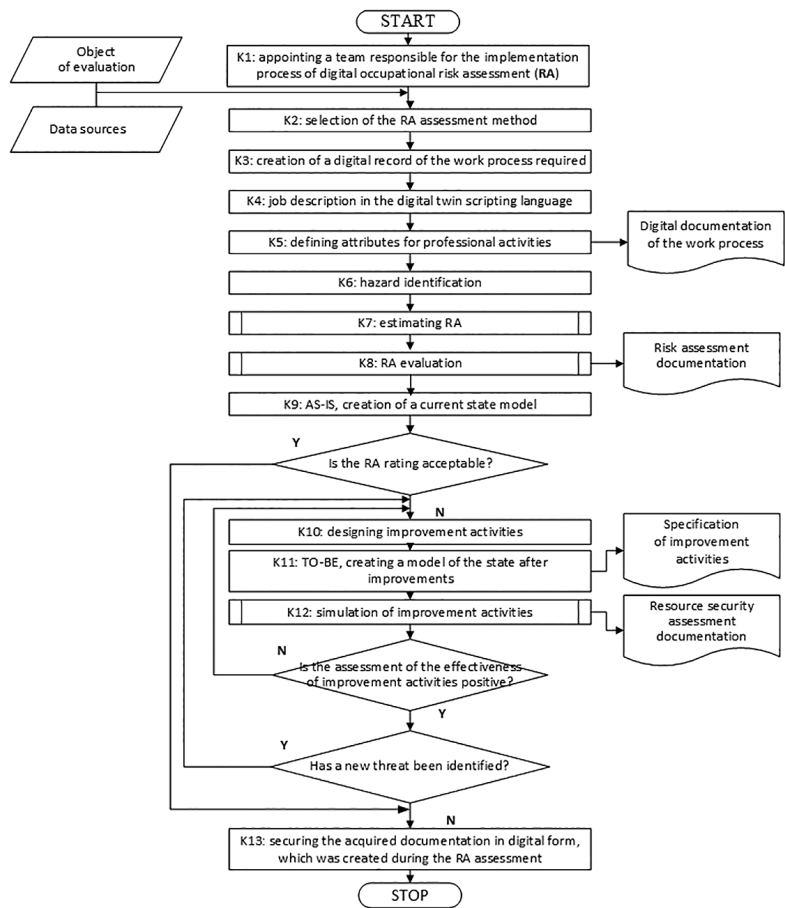 START
Object
of evaluation
K1: appointing a team responsible for the implementation
process of digital occupational risk assessment (RA)
Data sources
K2: selection of the RA assessment method
K3: creation of a digital record of the work process required
K4: job description in the digital twin scripting language
K5: defining attributes for professional activities
Digital documentation
of the work process
K6: hazard identification
K7: estimating RA
K8: RA evaluation
Risk assessment
documentation
K9: AS-IS, creation of a current state model
Y
Is the RA rating acceptable?
N
K10: designing improvement activities
Specification
of improvement
activities
K11: TO-BE, creating a model of the state after
improvements
K12: simulation of improvement activities
Resource security
assessment
documentation
N
Is the assessment of the effectiveness
of improvement activities positive?
Y
Y
Has a new threat been identified?
N
K13: securing the acquired documentation in digital form,
which was created during the RA assessment
STOP